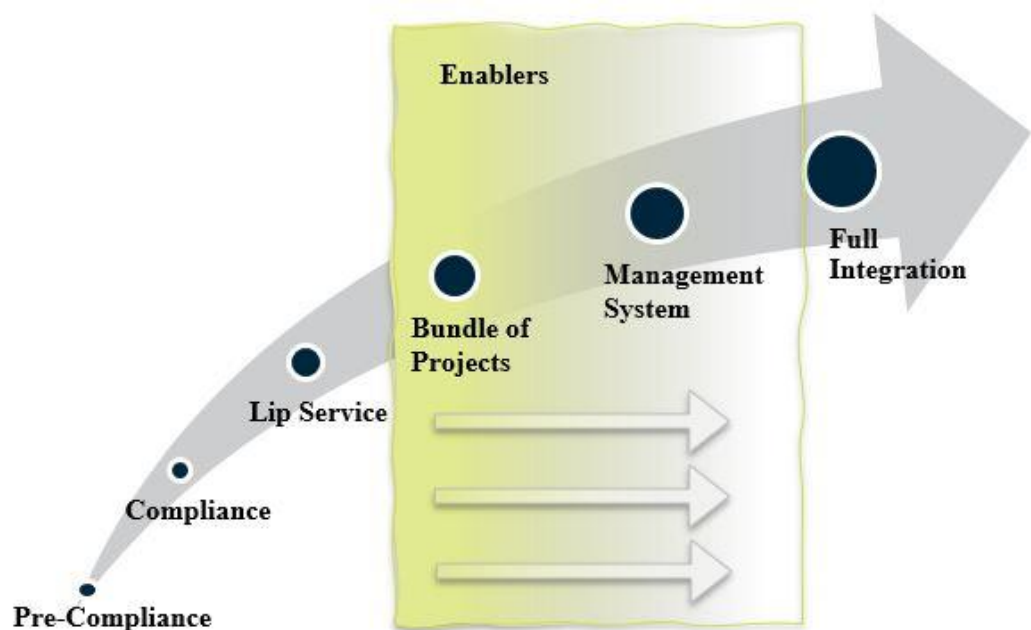 Enablers
Full
Integration
Management
System
Bundle of
Projects
Lip Service
Compliance
Pre-Compliance